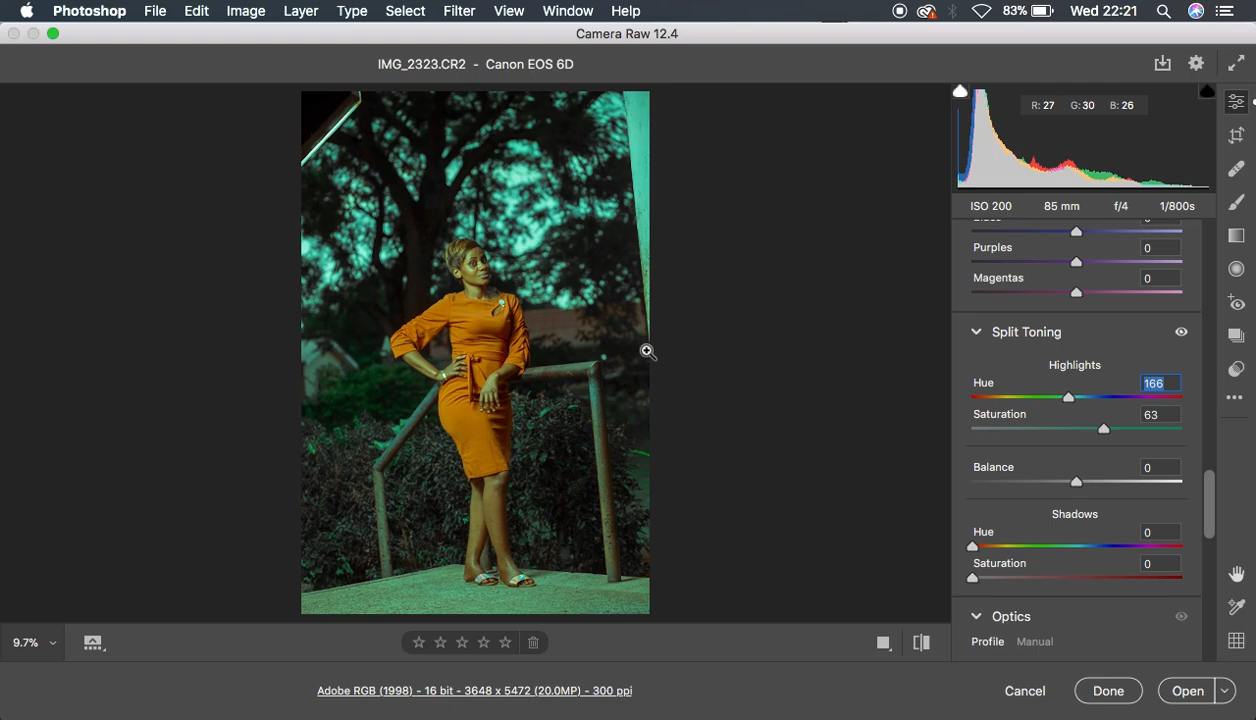 Photoshop File Edit Image Layer Type Select Filter View Window Help 83% Wed 22:21
Camera Raw 12.4
IMG_2323.CR2 - Canon EOS 6D
R: 27 G: 30 B: 26
ISO 200 85 mm f/4 1/800s
Purples 0
Magentas 0
Split Toning
Highlights
Hue 166
Saturation 63
Balance 0
Shadows
Hue 0
Saturation 0
Optics
Profile Manual
9.7%
Adobe RGB (1998) - 16 bit - 3648 x 5472 (20.0MP) - 300 ppi
Cancel Done Open